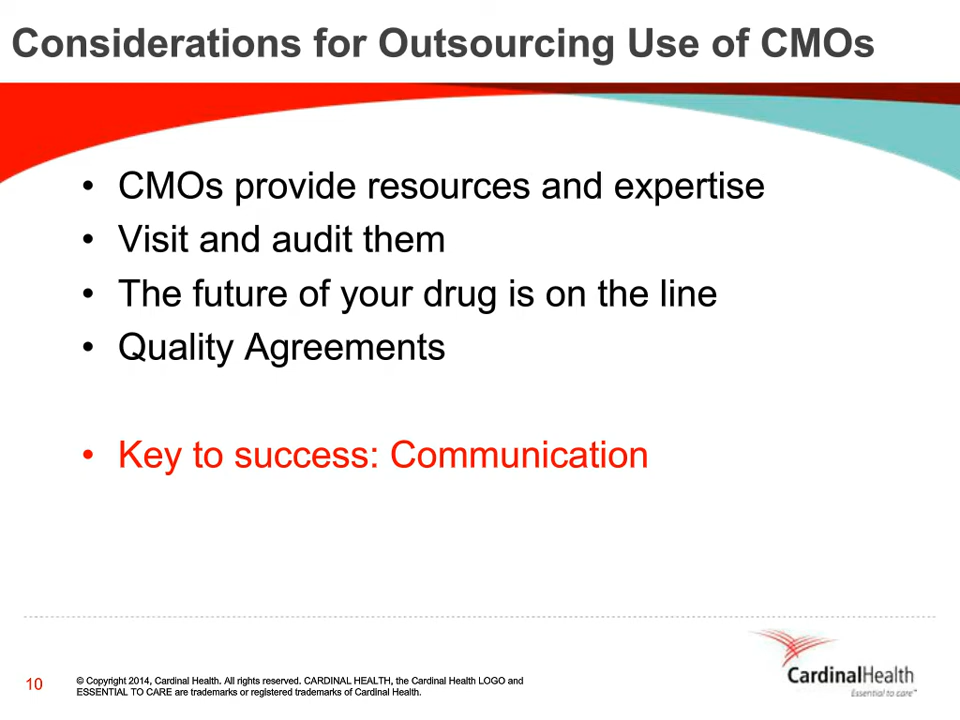 Considerations for Outsourcing Use of CMOs
• CMOs provide resources and expertise
• Visit and audit them
• The future of your drug is on the line
• Quality Agreements
• Key to success: Communication
10
© Copyright 2014, Cardinal Health. All rights reserved. CARDINAL HEALTH, the Cardinal Health LOGO and
ESSENTIAL TO CARE are trademarks or registered trademarks of Cardinal Health.
CardinalHealth
Essential to care™